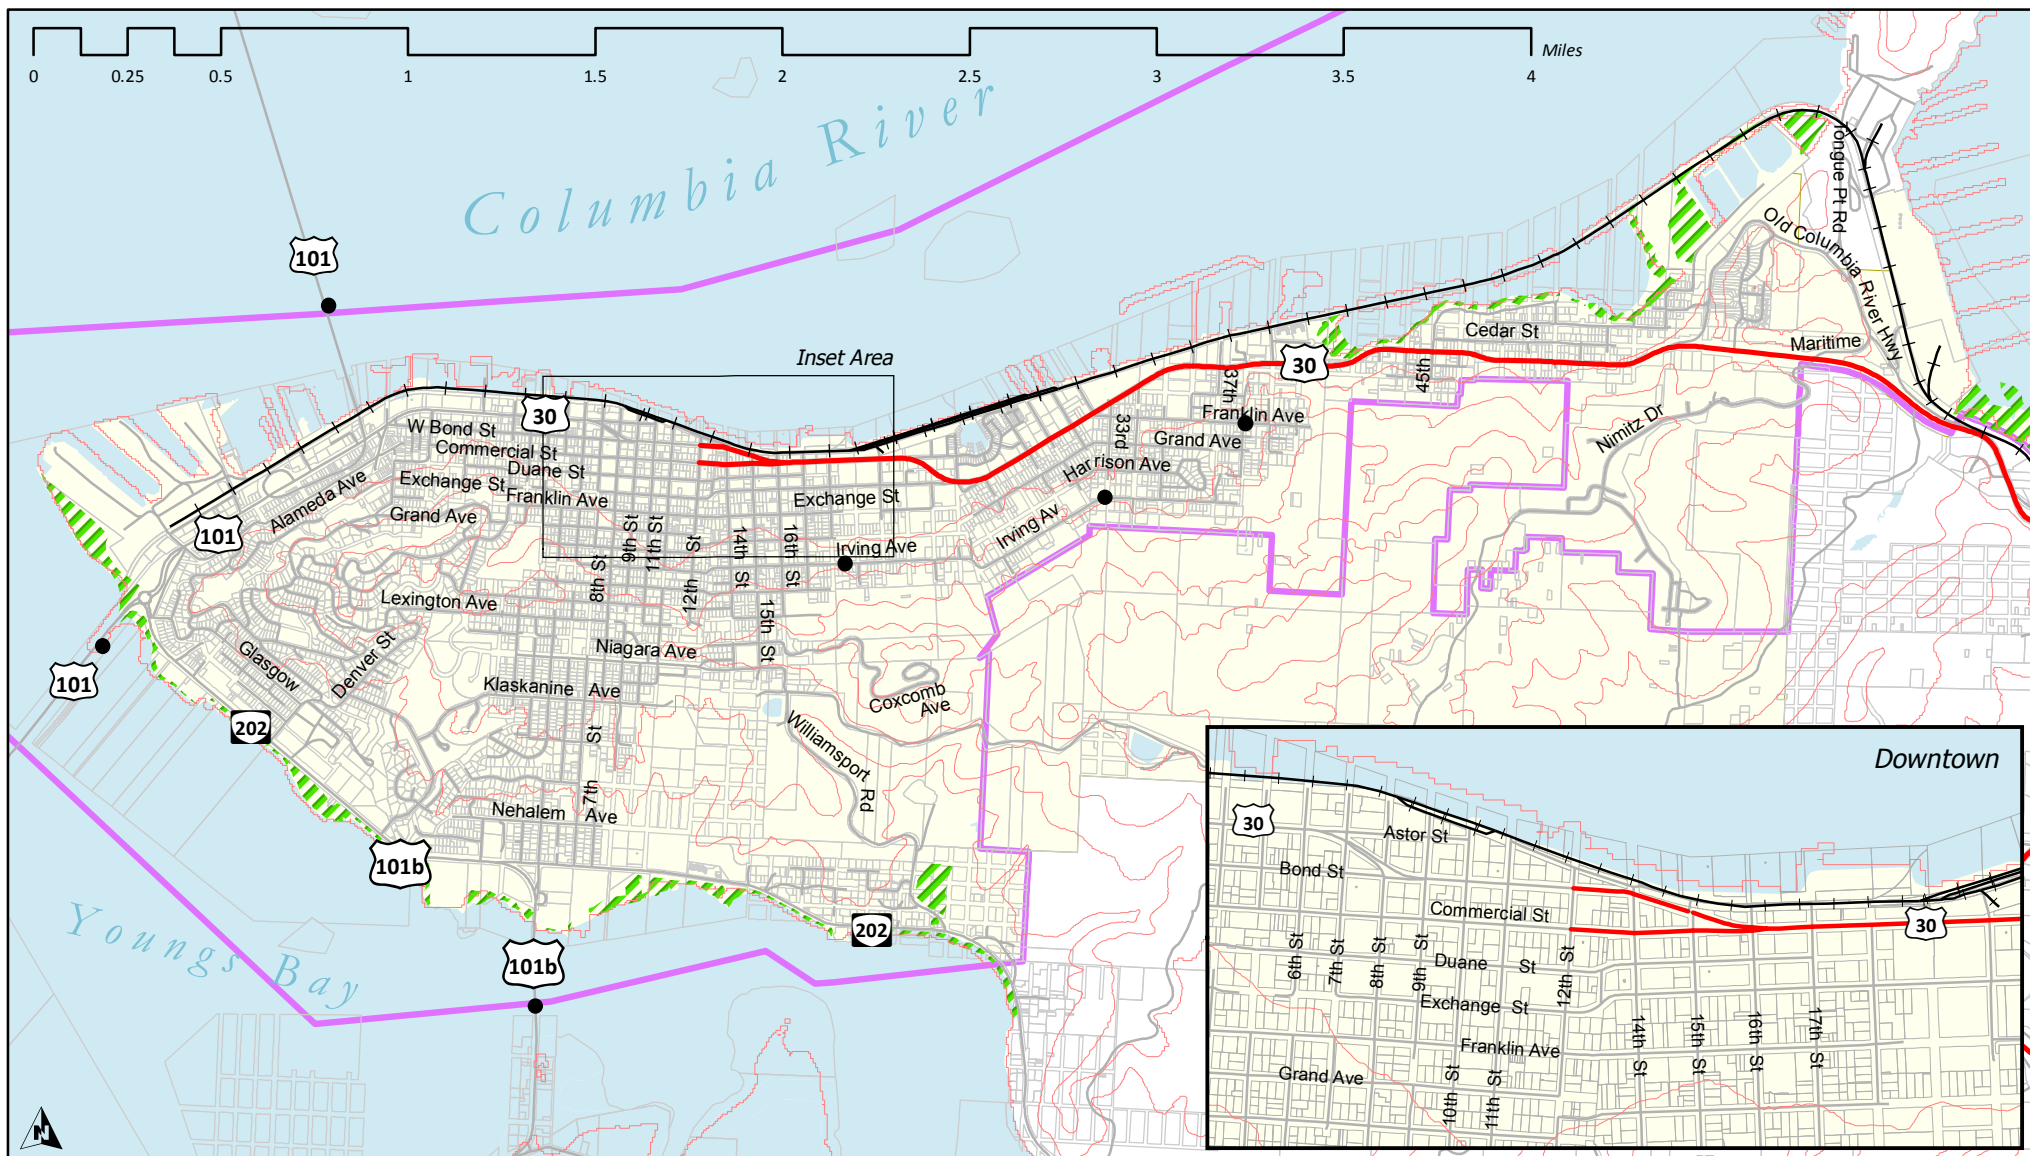 Miles
0 0.25 0.5 1 1.5 2 2.5 3 3.5 4
Columbia River
101
Tongue Pt Rd
Old Columbia River Hwy
Inset Area
Cedar St
Maritime
30
30
45th
37th
Franklin Ave
33rd
Grand Ave
Nimitz Dr
W Bond St
Commercial St
Duane St
Exchange St
Franklin Ave
Alameda Ave
Grand Ave
Harrison Ave
Exchange St
101
Irving Av
9th St
11th St
14th St
16th St
Irving Ave
8th St
12th St
Lexington Ave
15th St
Niagara Ave
Glasgow
Denver St
101
Klaskanine Ave
Coxcomb Ave
202
Williamsport Rd
7th St
Nehalem Ave
101b
202
Youngs Bay
101b
N
Downtown
30
Astor St
Bond St
Commercial St
30
6th St
7th St
8th St
9th St
Duane St
12th St
Exchange St
14th St
15th St
16th St
17th St
Franklin Ave
Grand Ave
10th St
11th St